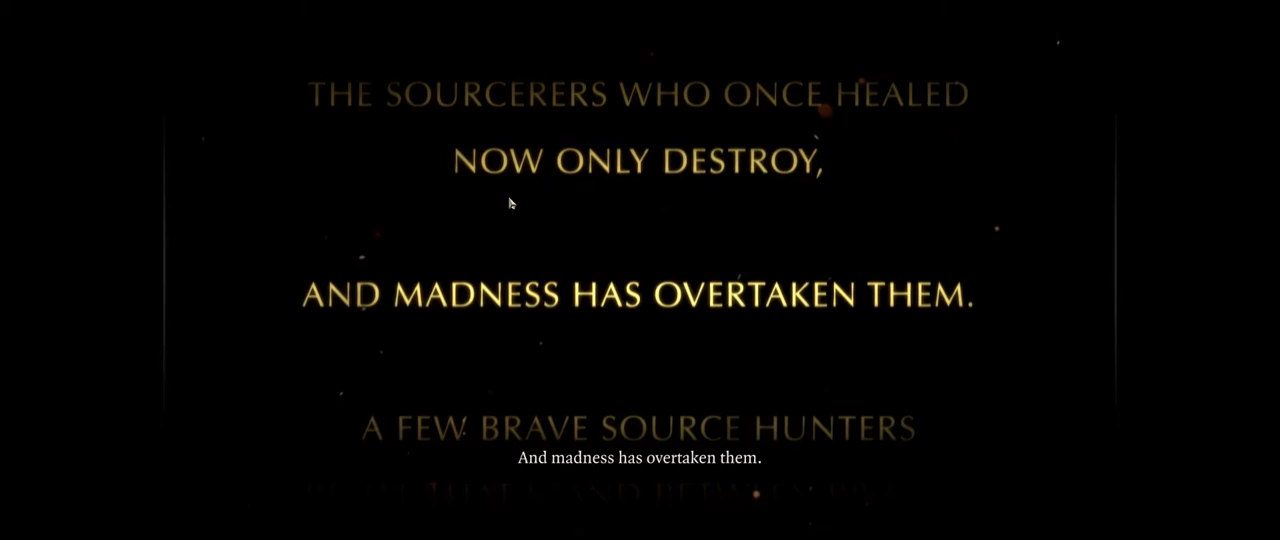 THE SOURCERERS WHO ONCE HEALED
NOW ONLY DESTROY,
AND MADNESS HAS OVERTAKEN THEM.
A FEW BRAVE SOURCE HUNTERS
And madness has overtaken them.